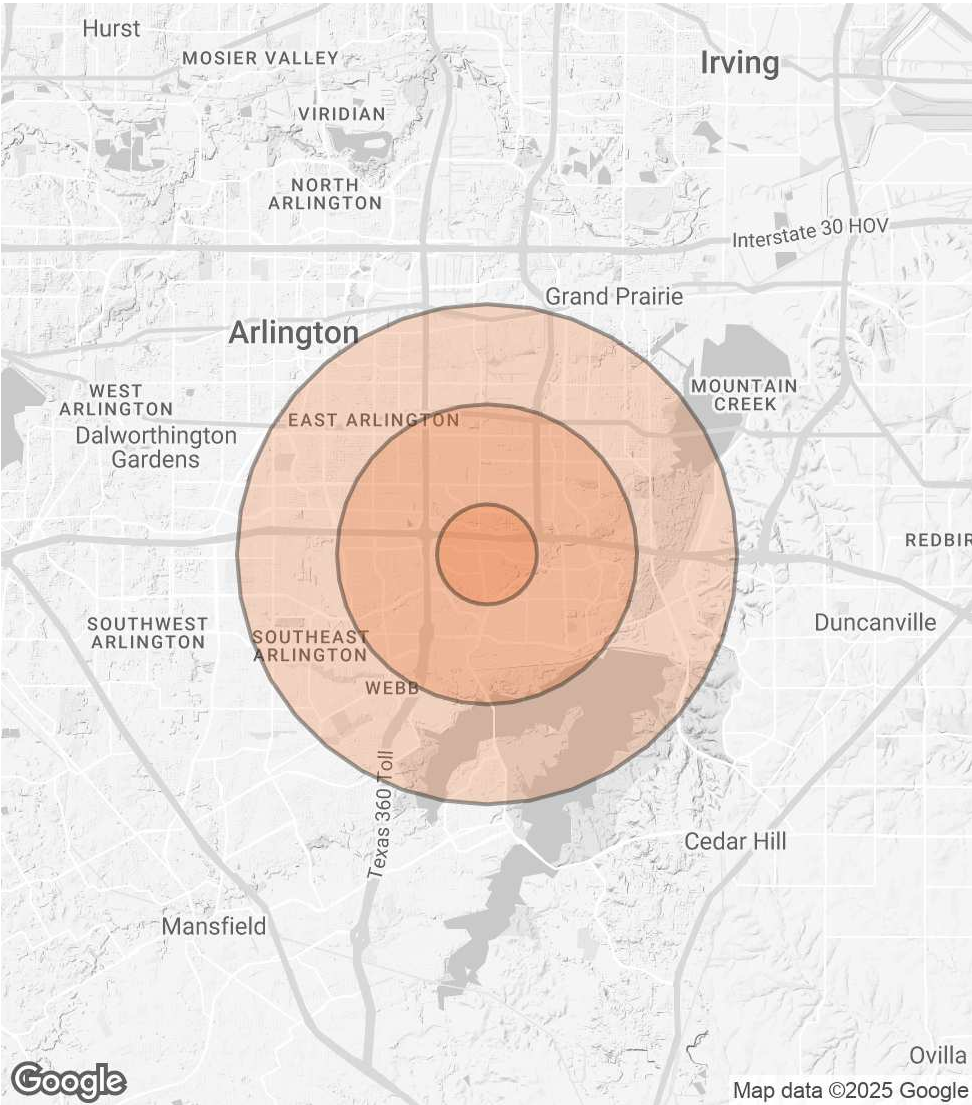 Hurst
MOSIER VALLEY
Irving
VIRIDIAN
NORTH
ARLINGTON
Interstate 30 HOV
Grand Prairie
Arlington
WEST
ARLINGTON
MOUNTAIN
CREEK
EAST ARLINGTON
Dalworthington
Gardens
REDBIR
SOUTHWEST
ARLINGTON
Duncanville
SOUTHEAST
ARLINGTON
WEBB
Texas 360 Toll
Cedar Hill
Mansfield
Ovilla
Google
Map data ©2025 Google